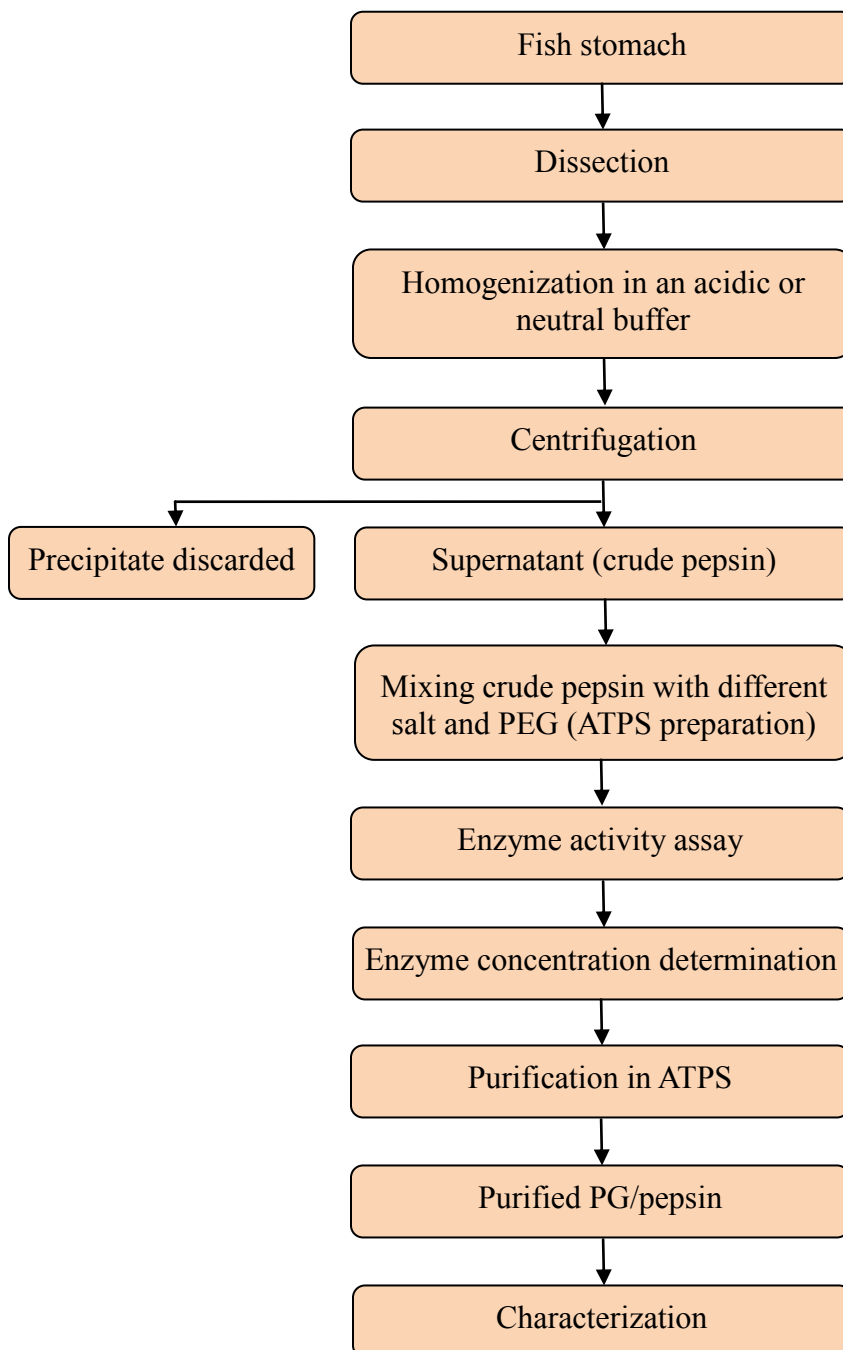 Fish stomach
Dissection
Homogenization in an acidic or
neutral buffer
Centrifugation
Precipitate discarded
Supernatant (crude pepsin)
Mixing crude pepsin with different
salt and PEG (ATPS preparation)
Enzyme activity assay
Enzyme concentration determination
Purification in ATPS
Purified PG/pepsin
Characterization